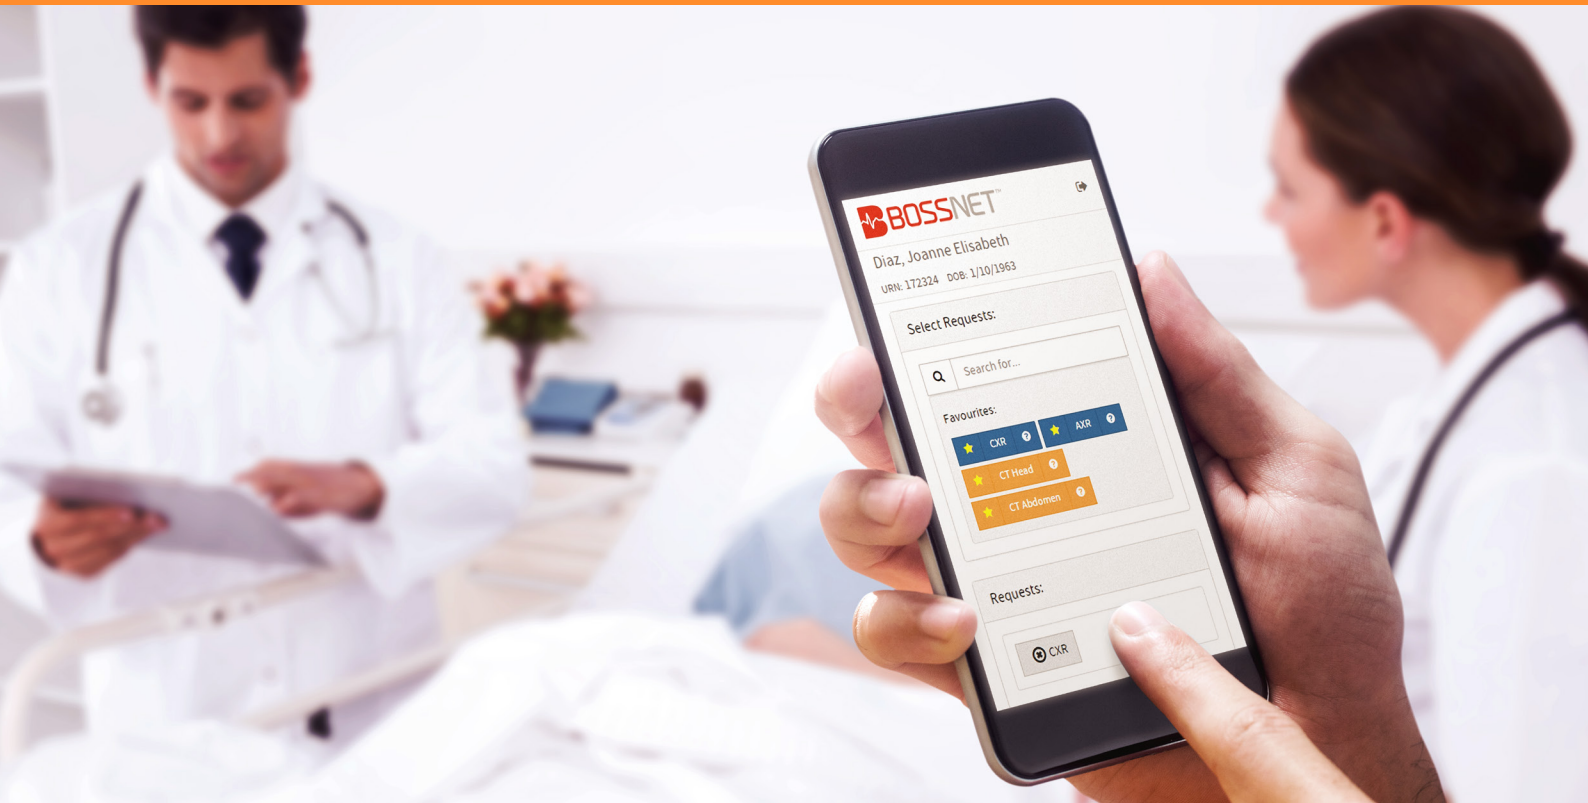 BOSSNET™
Diaz, Joanne Elisabeth
URN: 172324 DOB: 1/10/1963
Select Requests:
Search for...
Favourites:
CXR AXR
CT Head
CT Abdomen
Requests:
CXR